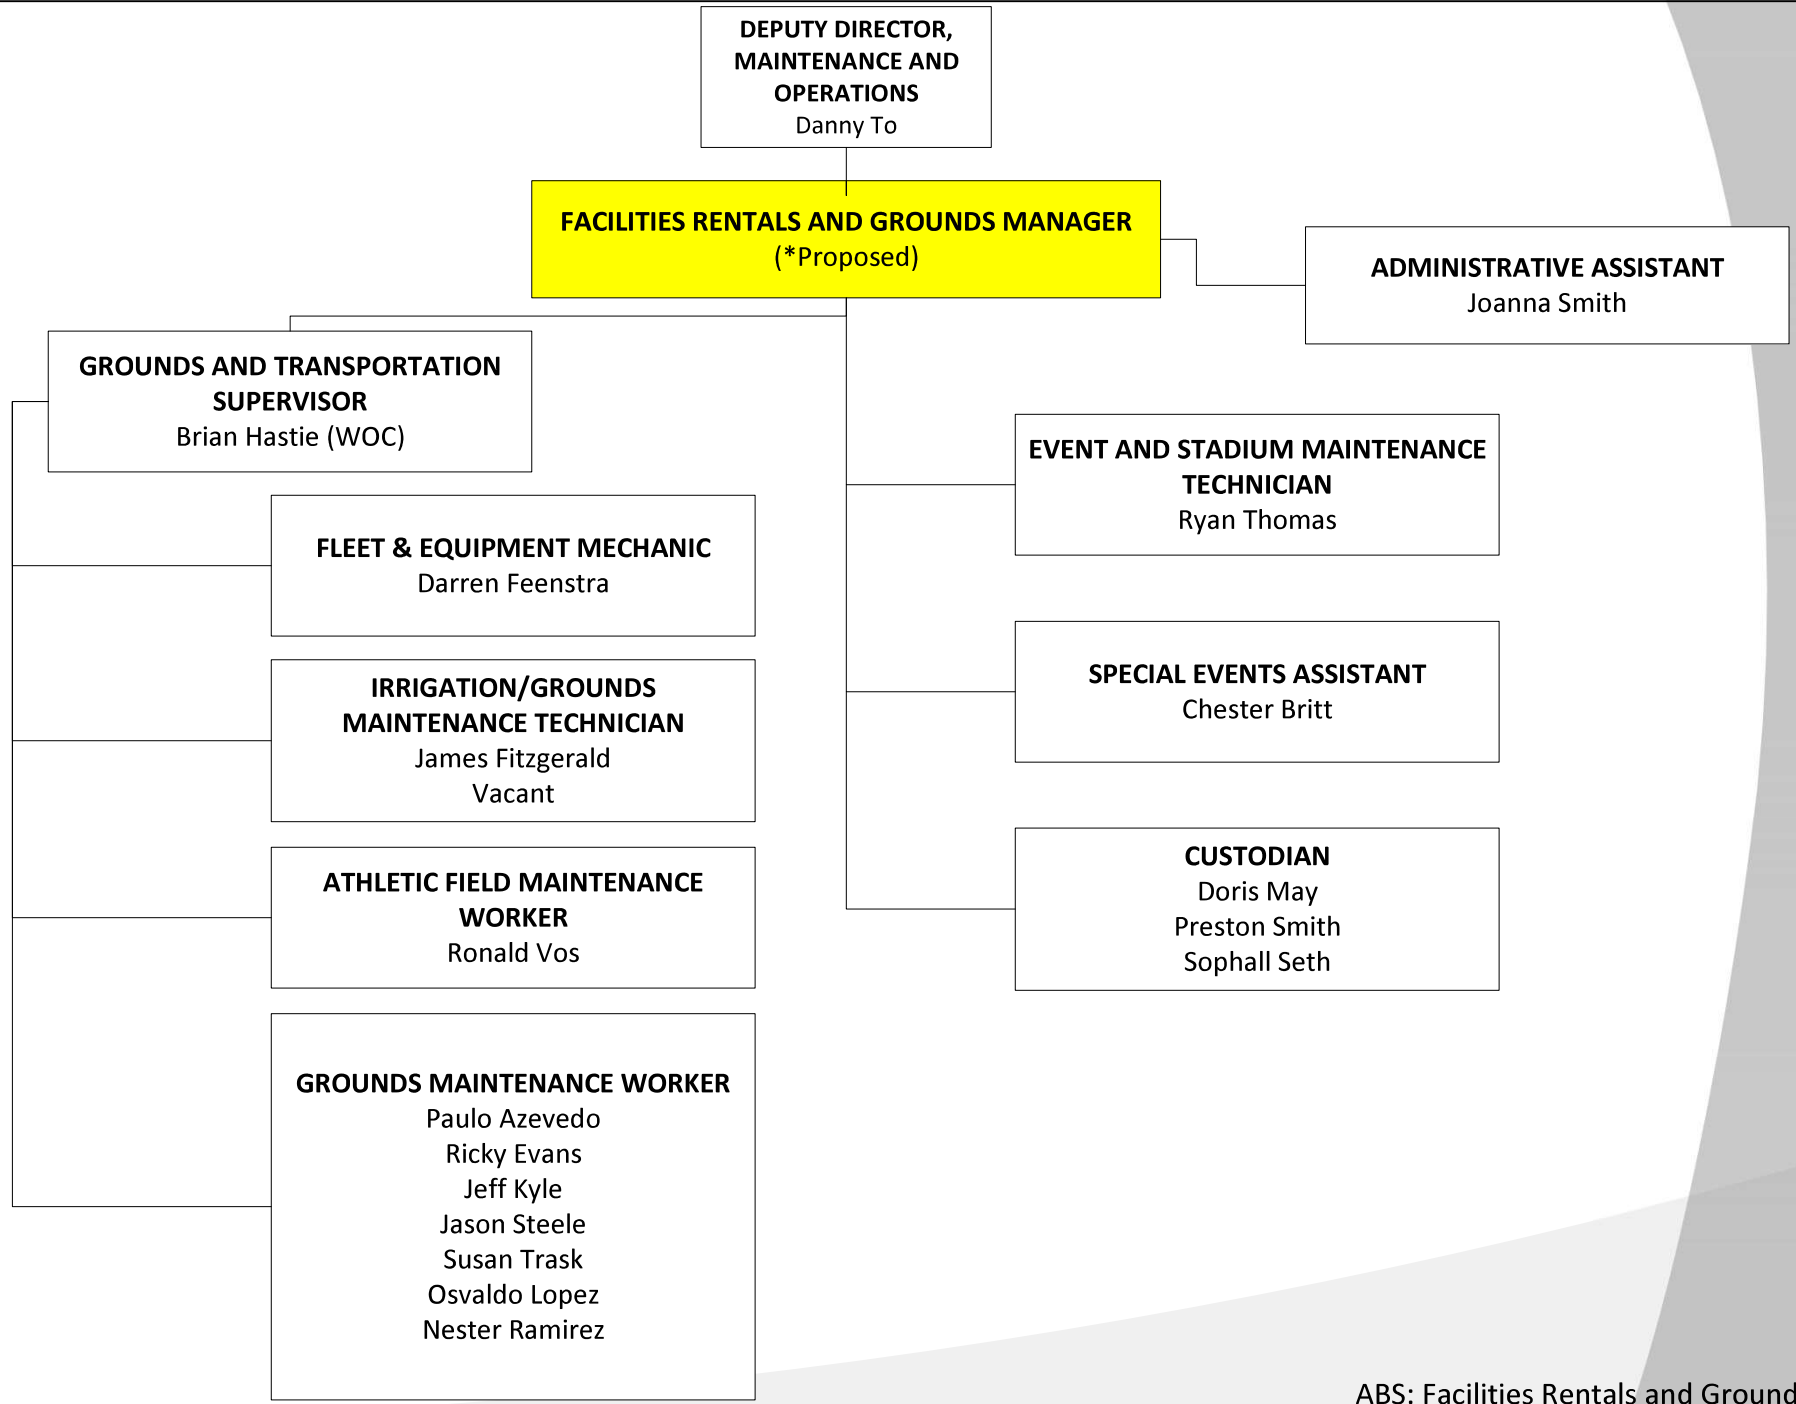 DEPUTY DIRECTOR,
MAINTENANCE AND
OPERATIONS
Danny To
FACILITIES RENTALS AND GROUNDS MANAGER
(*Proposed)
ADMINISTRATIVE ASSISTANT
Joanna Smith
GROUNDS AND TRANSPORTATION
SUPERVISOR
Brian Hastie (WOC)
FLEET & EQUIPMENT MECHANIC
Darren Feenstra
IRRIGATION/GROUNDS
MAINTENANCE TECHNICIAN
James Fitzgerald
Vacant
ATHLETIC FIELD MAINTENANCE
WORKER
Ronald Vos
GROUNDS MAINTENANCE WORKER
Paulo Azevedo
Ricky Evans
Jeff Kyle
Jason Steele
Susan Trask
Osvaldo Lopez
Nester Ramirez
EVENT AND STADIUM MAINTENANCE
TECHNICIAN
Ryan Thomas
SPECIAL EVENTS ASSISTANT
Chester Britt
CUSTODIAN
Doris May
Preston Smith
Sophall Seth
ABS: Facilities Rentals and Ground